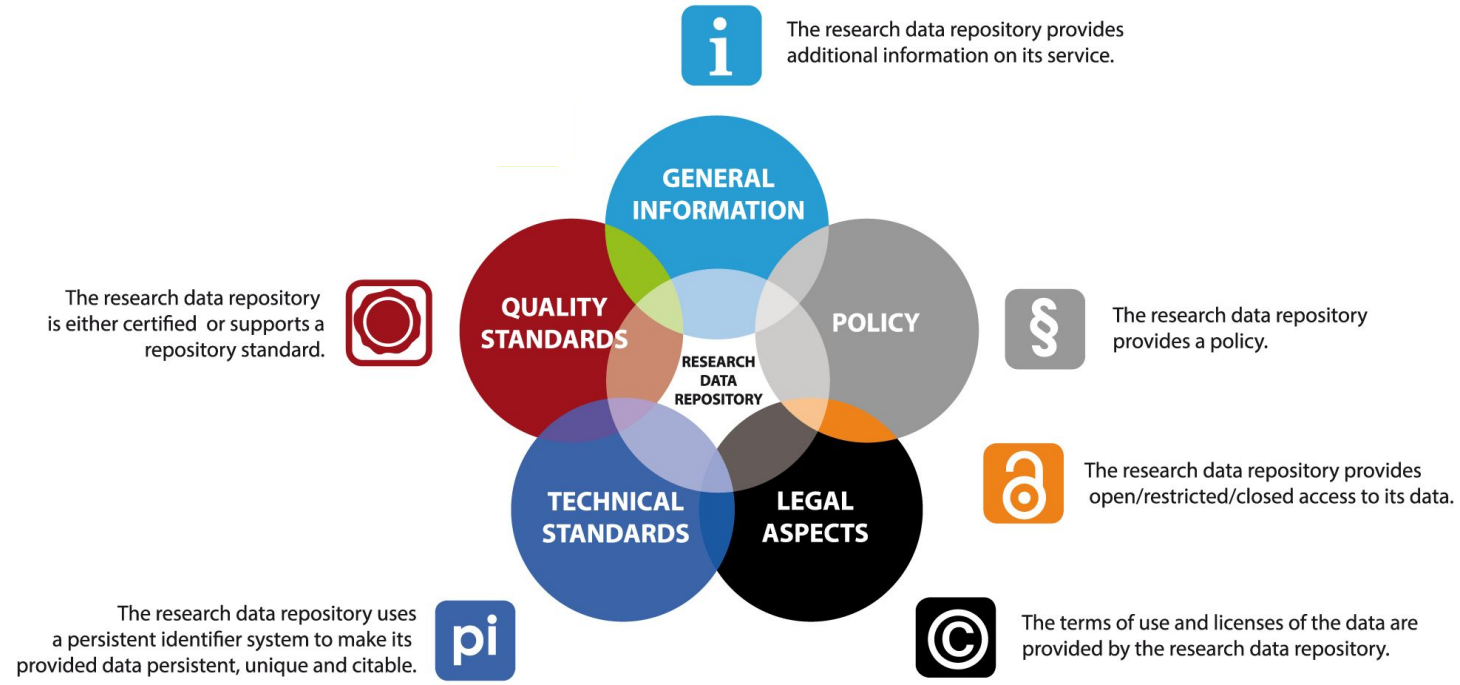 i
The research data repository provides
additional information on its service.
GENERAL
INFORMATION
QUALITY
STANDARDS
POLICY
RESEARCH
DATA
REPOSITORY
TECHNICAL
STANDARDS
LEGAL
ASPECTS
The research data repository
is either certified or supports a
repository standard.
§
The research data repository
provides a policy.
The research data repository provides
open/restricted/closed access to its data.
The research data repository uses
a persistent identifier system to make its
provided data persistent, unique and citable.
pi
©
The terms of use and licenses of the data are
provided by the research data repository.